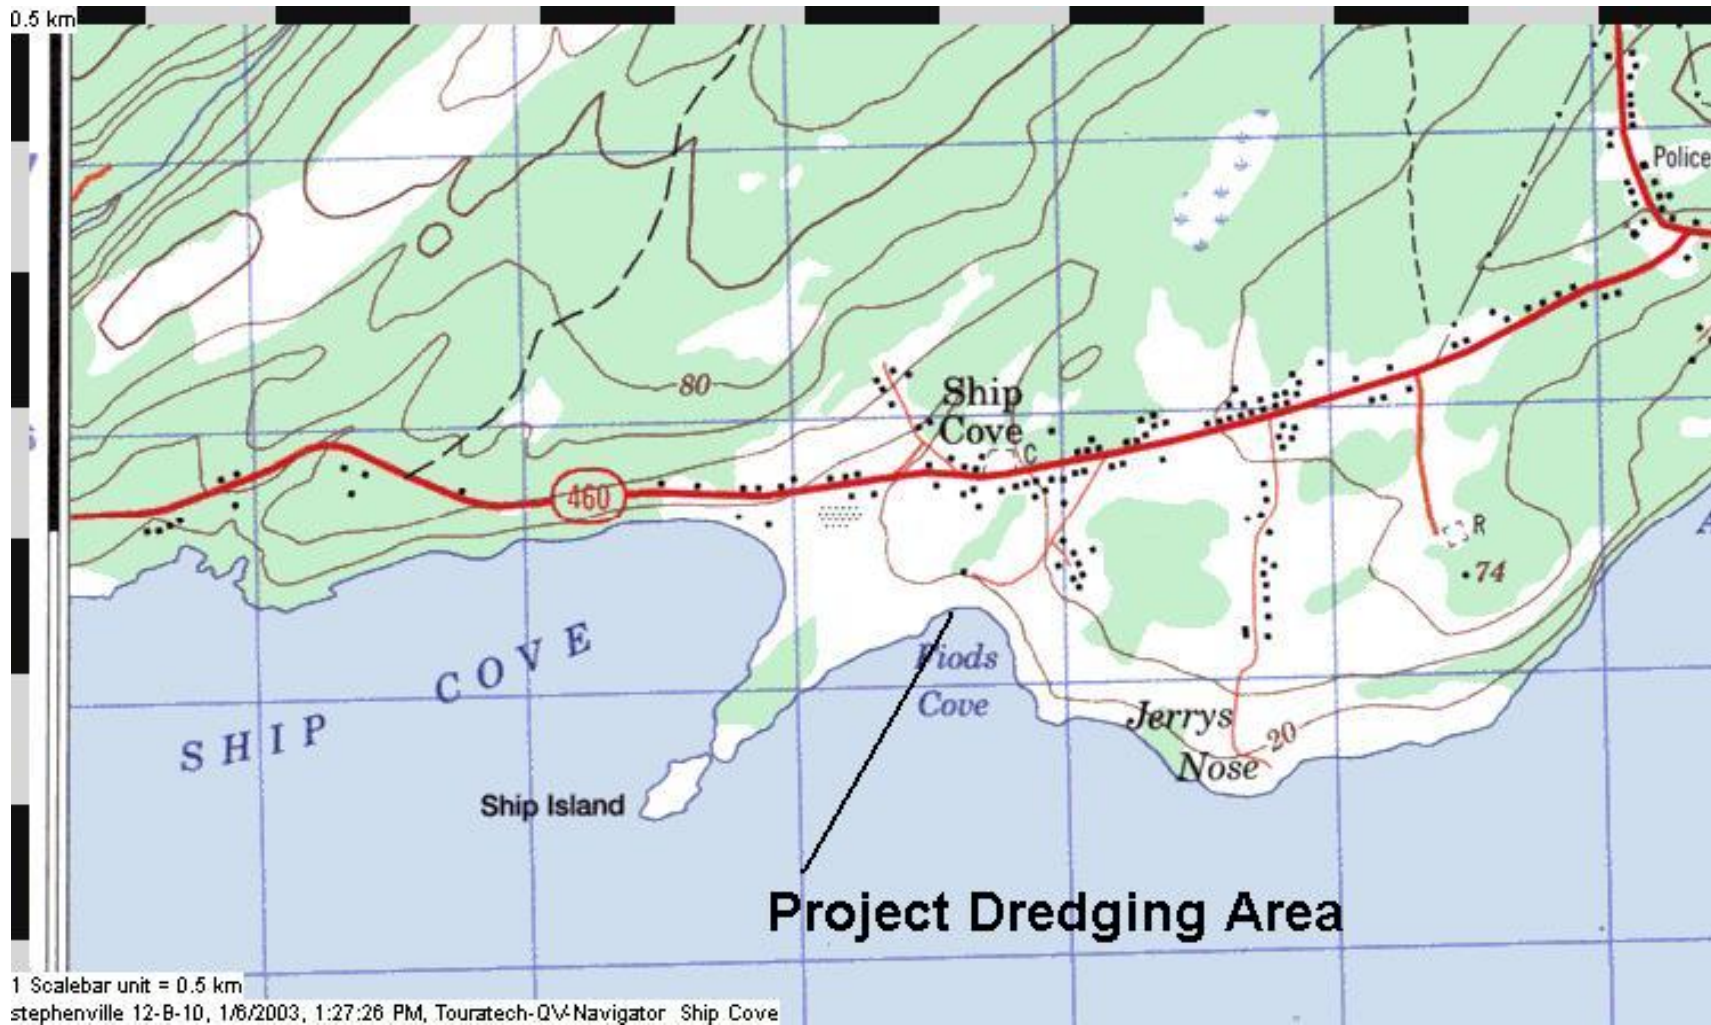 0.5 km
Police
80
Ship
Cove
C
460
R
74
SHIP COVE
Fiods
Cove
Jerrys
Nose
20
Ship Island
Project Dredging Area
1 Scalebar unit = 0.5 km
stephenville 12-B-10, 1/6/2003, 1:27:26 PM, Touratech-QV-Navigator Ship Cove